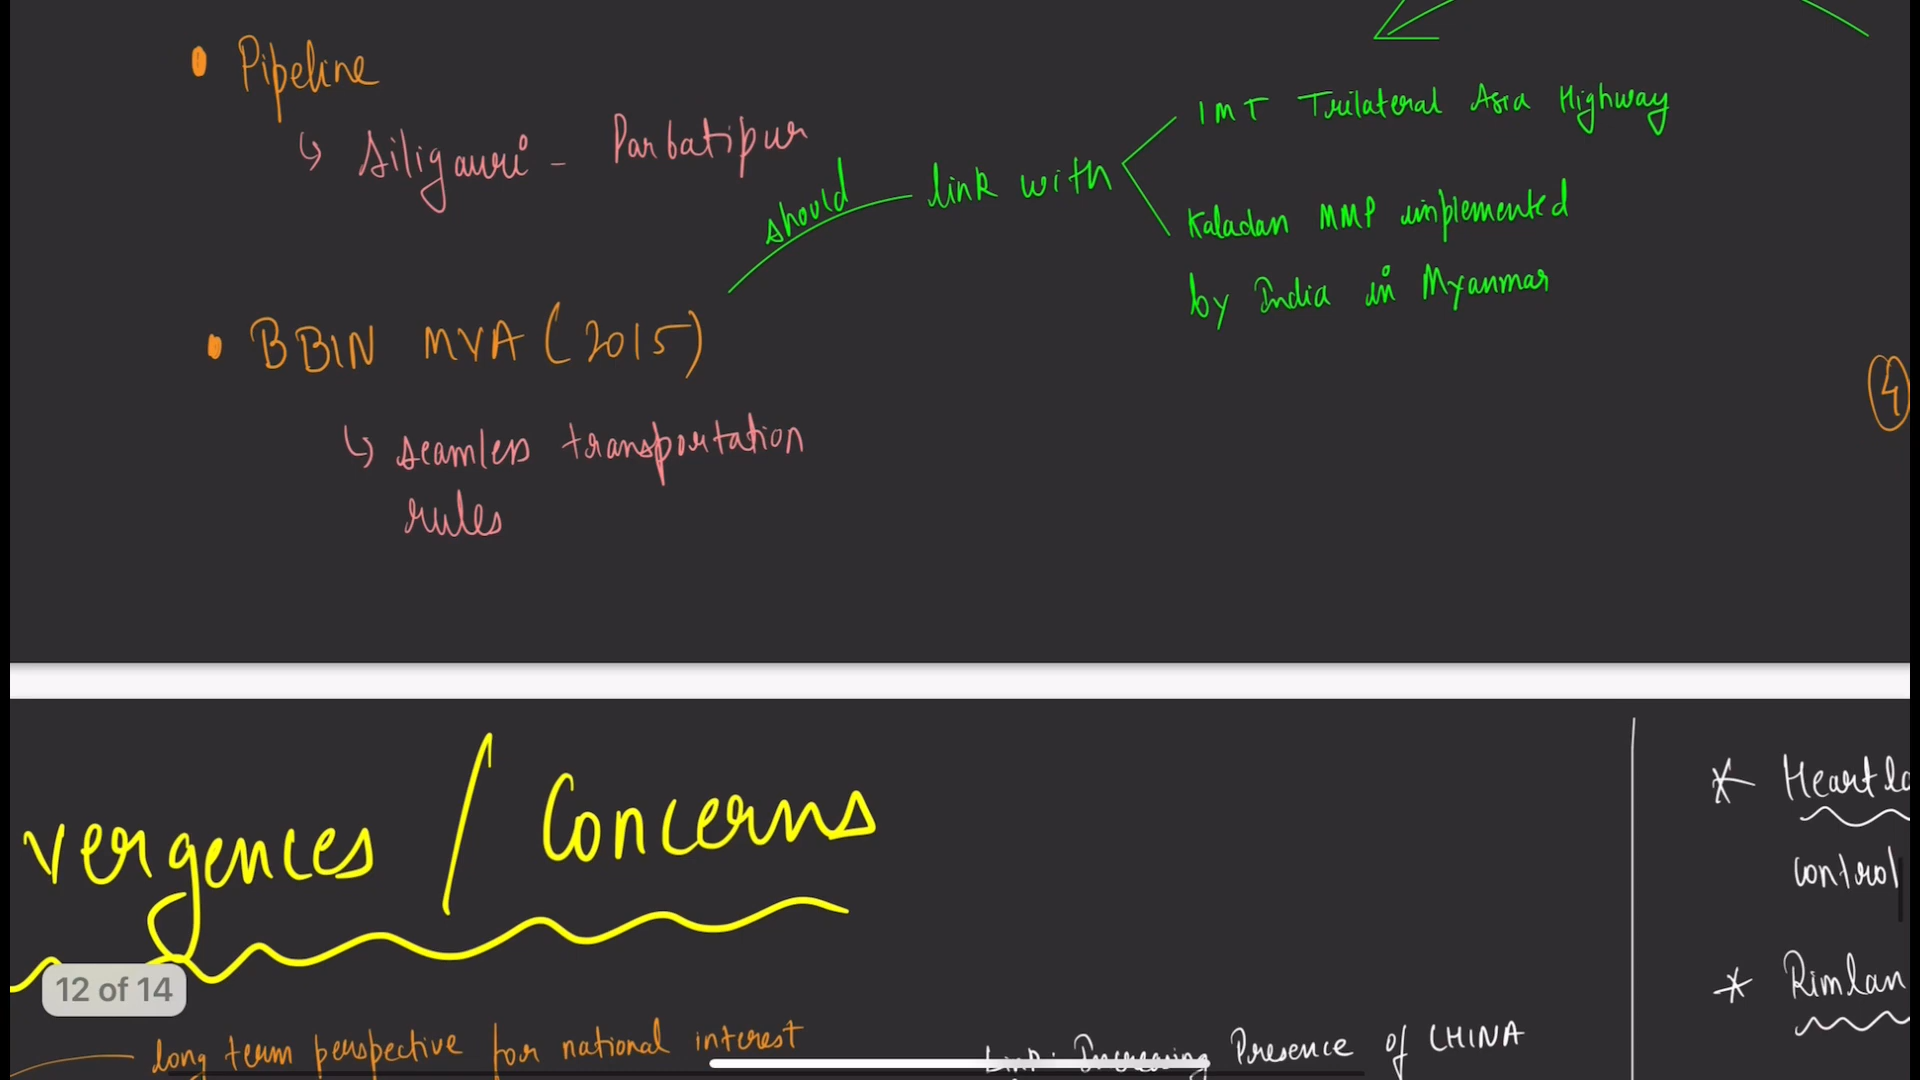 • Pipeline
↳ Siligauri - Parbatipur
should link with
IMT Trilateral Asia Highway
Kaladan MMP implemented
by India in Myanmar
• BBIN MVA (2015)
↳ seamless transportation
rules
4
vergences / Concerns
* Heartla
control
* Rimlan
12 of 14
long term perspective for national interest
Increasing Presence of CHINA